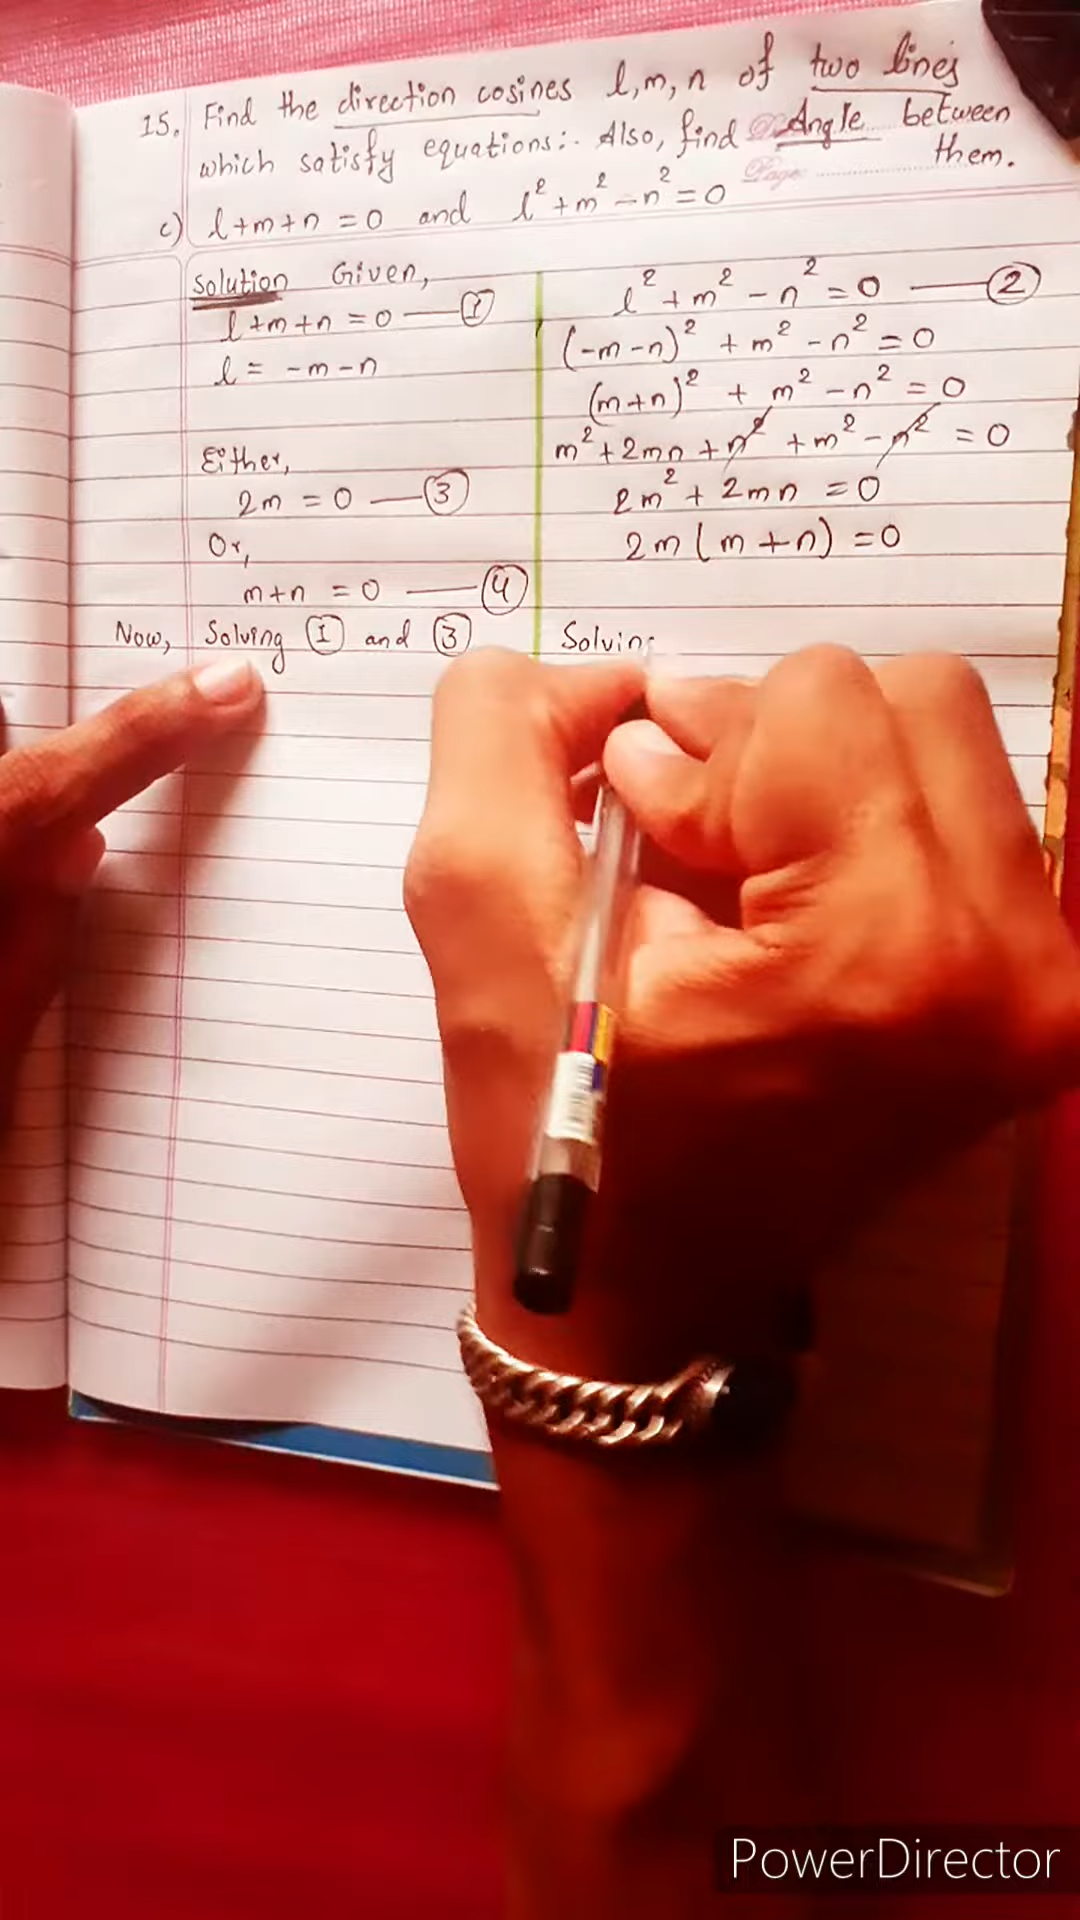 15. Find the direction cosines l, m, n of two lines
which satisfy equations:- Also, find Angle between
them.
Page:
c) l+m+n = 0 and l²+m²-n² = 0
Solution Given,
l+m+n = 0 — ①
l = -m-n
Either,
2m = 0 — ③
Or,
m+n = 0 — ④
Now, Solving ① and ③
l²+m²-n² = 0 — ②
(-m-n)² + m² - n² = 0
(m+n)² + m² - n² = 0
m²+2mn+n² +m²-n² = 0
2m² + 2mn = 0
2m(m+n) = 0
Solving
PowerDirector